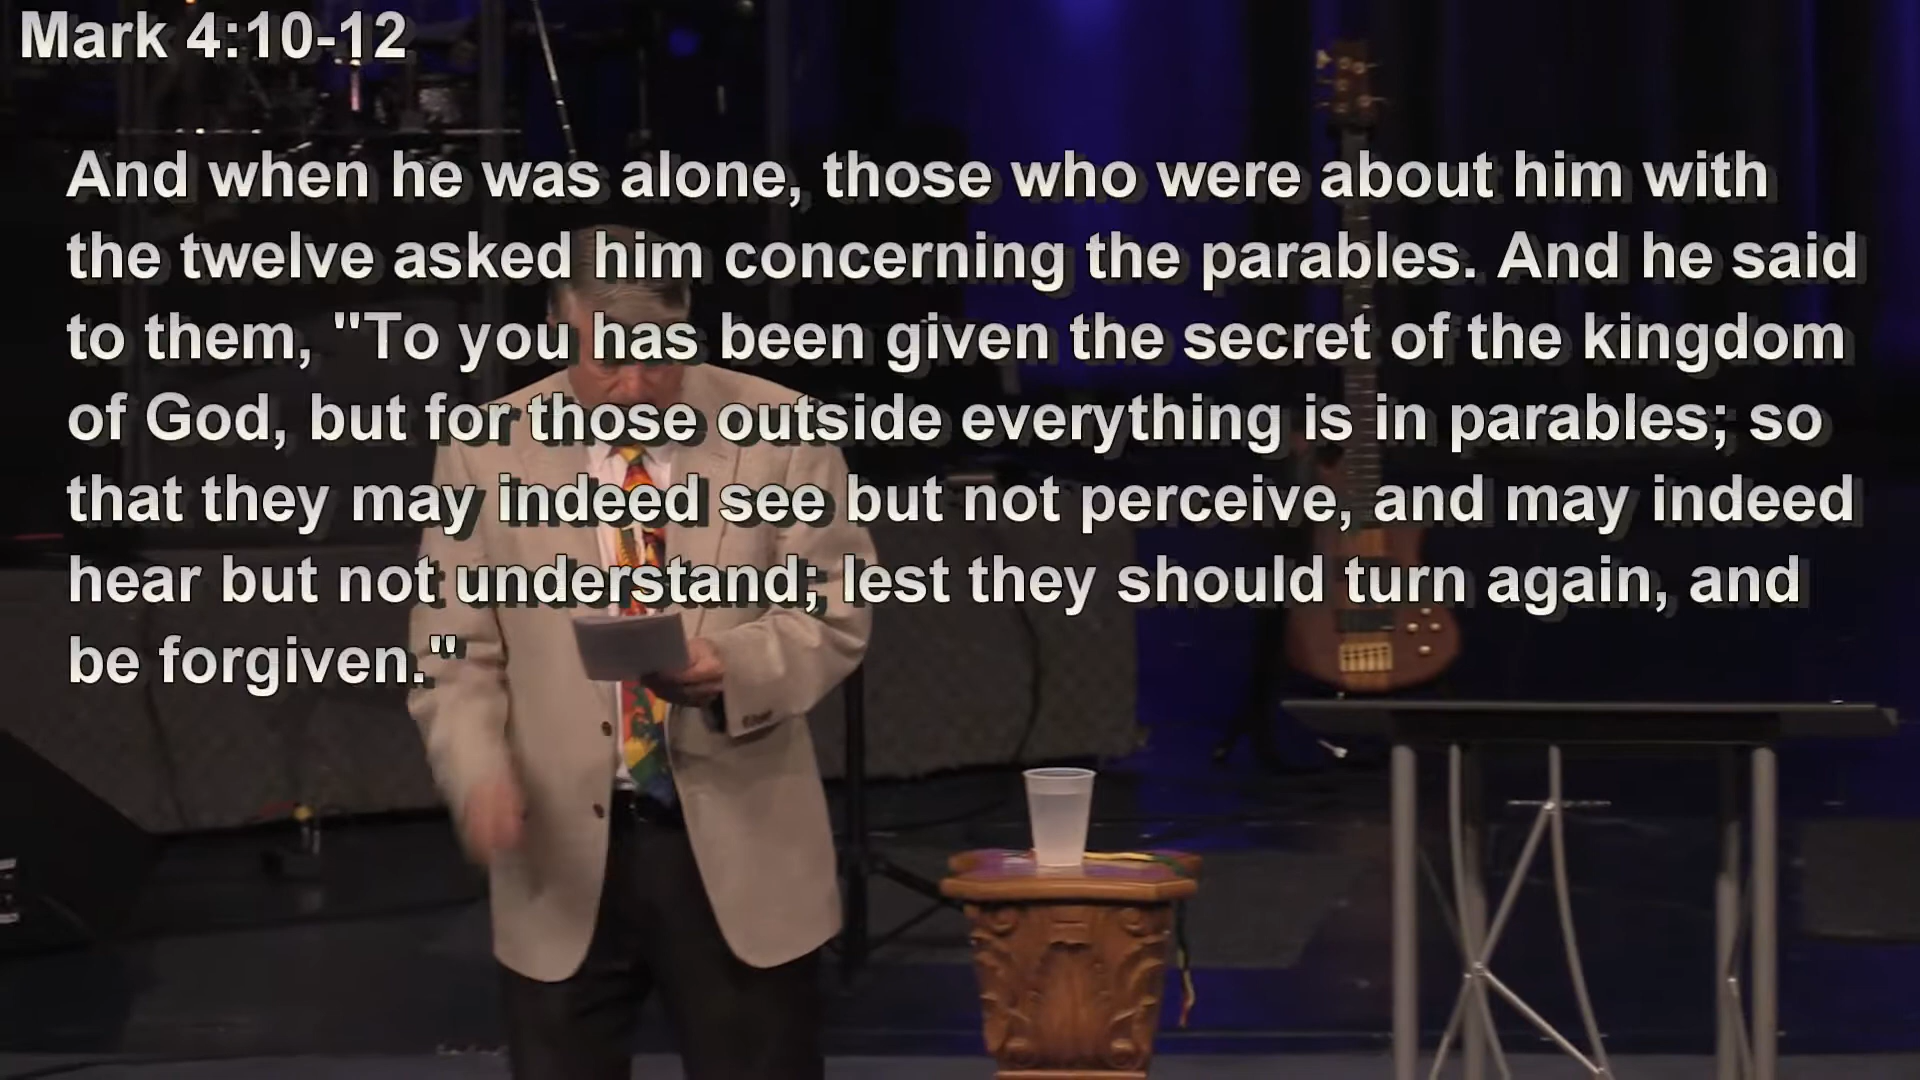 Mark 4:10-12
And when he was alone, those who were about him with
the twelve asked him concerning the parables. And he said
to them, "To you has been given the secret of the kingdom
of God, but for those outside everything is in parables; so
that they may indeed see but not perceive, and may indeed
hear but not understand; lest they should turn again, and
be forgiven."